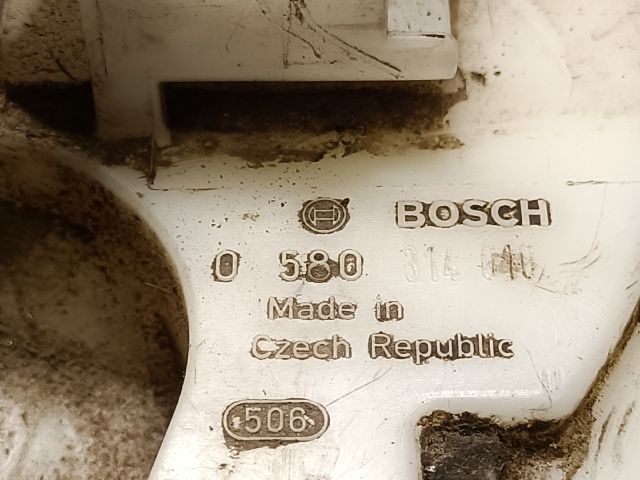 BOSCH
0 580 314
Made in
Czech Republic
506